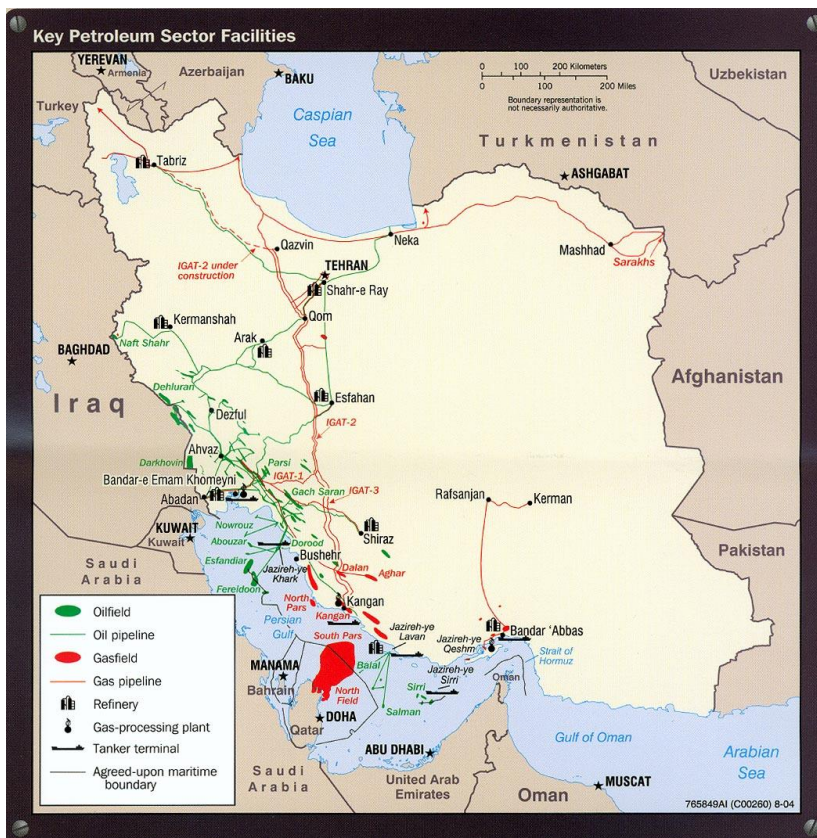 Key Petroleum Sector Facilities
YEREVAN
Armenia
Azerbaijan
BAKU
Turkey
Caspian
Sea
0 100 200 Kilometers
0 100 200 Miles
Boundary representation is
not necessarily authoritative.
Uzbekistan
Turkmenistan
ASHGABAT
Tabriz
Qazvin
Neka
Mashhad
Sarakhs
IGAT-2 under
construction
TEHRAN
Shahr-e Ray
Qom
Kermanshah
Arak
Naft Shahr
BAGHDAD
Iraq
Dehluran
Esfahan
Afghanistan
Dezful
IGAT-2
Ahvaz
Darkhovin
Parsi
Bandar-e Emam Khomeyni
IGAT-1
Abadan
Gach Saran
IGAT-3
Rafsanjan
Kerman
KUWAIT
Kuwait
Nowrouz
Abouzar
Dorood
Shiraz
Pakistan
Saudi
Arabia
Esfandiar
Bushehr
Jazireh-ye
Khark
Dalan
Aghar
Fereidoon
North
Pars
Kangan
Kangan
Persian
Gulf
South Pars
Jazireh-ye
Lavan
Jazireh-ye
Qeshm
Bandar 'Abbas
Strait of
Hormuz
MANAMA
Bahrain
Balal
Jazireh-ye
Sirri
Oman
North
Field
Sirri
Salman
DOHA
Qatar
Gulf of Oman
Arabian
Sea
ABU DHABI
Saudi
Arabia
United Arab
Emirates
Oman
MUSCAT
Oilfield
Oil pipeline
Gasfield
Gas pipeline
Refinery
Gas-processing plant
Tanker terminal
Agreed-upon maritime
boundary
765849AI (C00260) 8-04